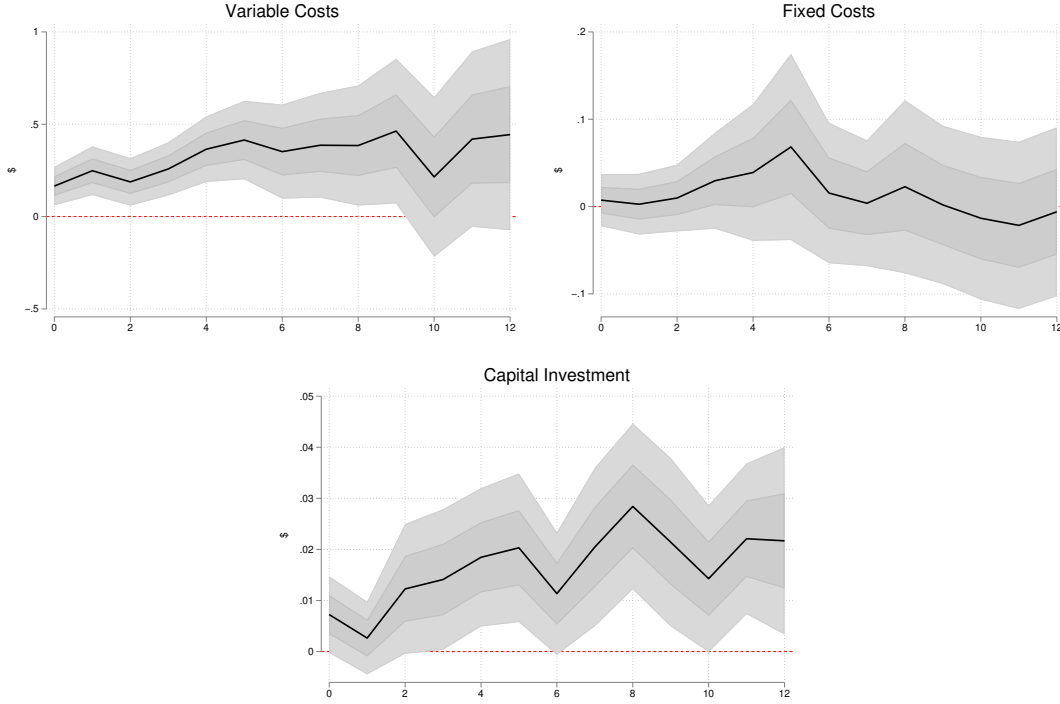 Variable Costs
1
.5
$
0
−.5
0 2 4 6 8 10 12
Fixed Costs
.2
.1
$
0
−.1
0 2 4 6 8 10 12
Capital Investment
.05
.04
.03
$
.02
.01
0
0 2 4 6 8 10 12